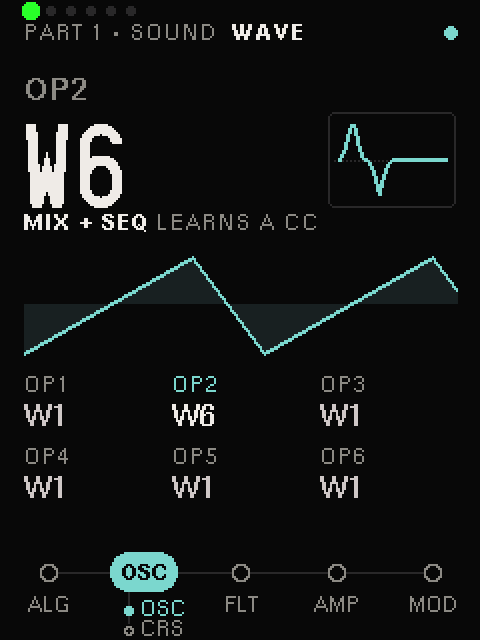 PART 1 · SOUND WAVE
OP2
W6
MIX + SEQ LEARNS A CC
OP1 OP2 OP3
W1 W6 W1
OP4 OP5 OP6
W1 W1 W1
OSC
ALG OSC FLT AMP MOD
CRS